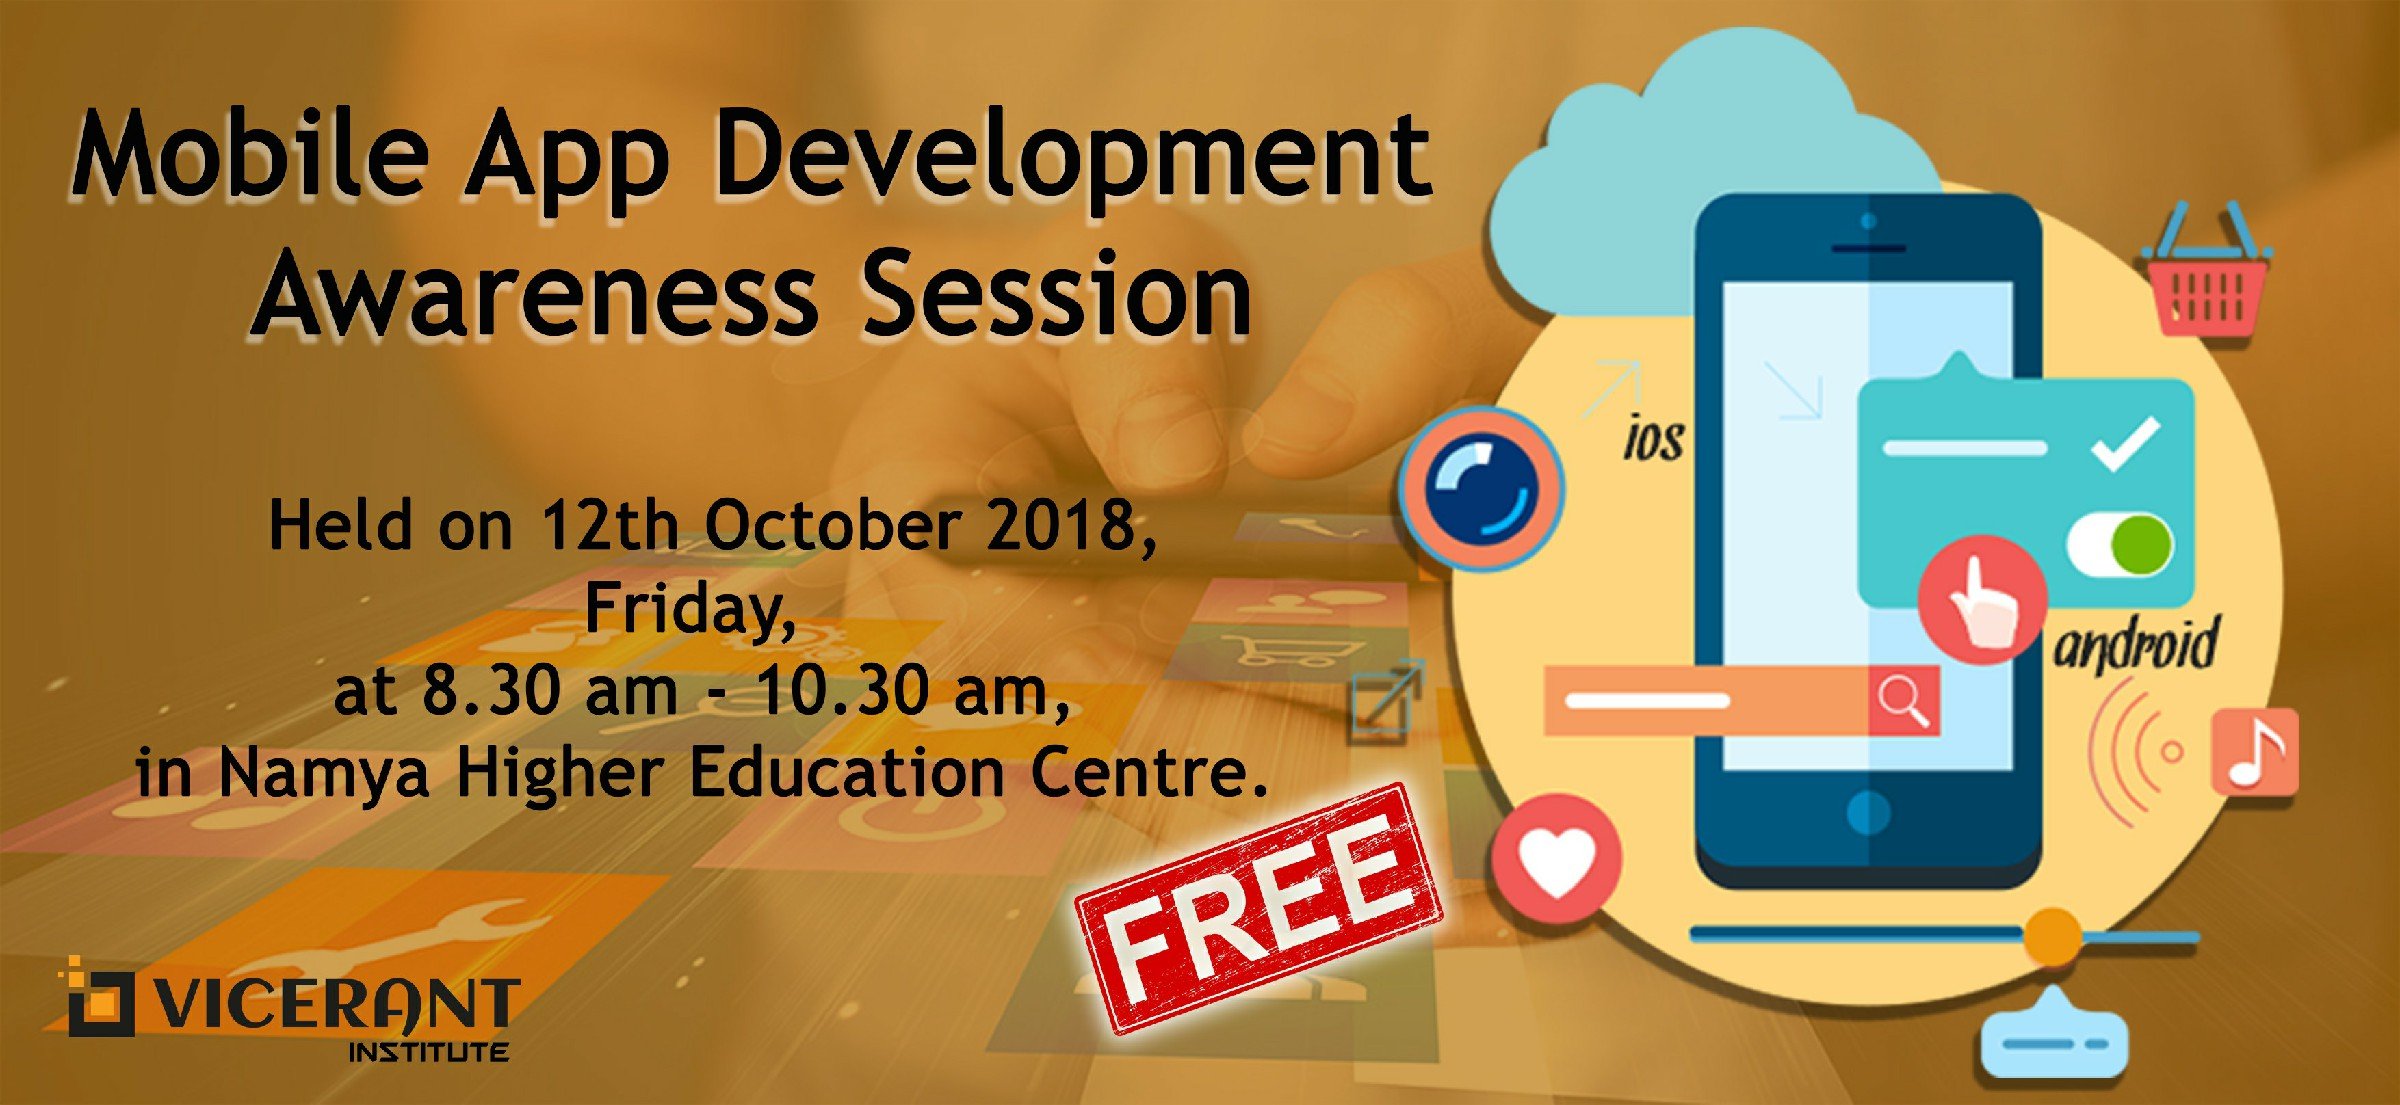 Mobile App Development
Awareness Session
Held on 12th October 2018,
Friday,
at 8.30 am - 10.30 am,
in Namya Higher Education Centre.
FREE
ios
android
VICERANT
INSTITUTE